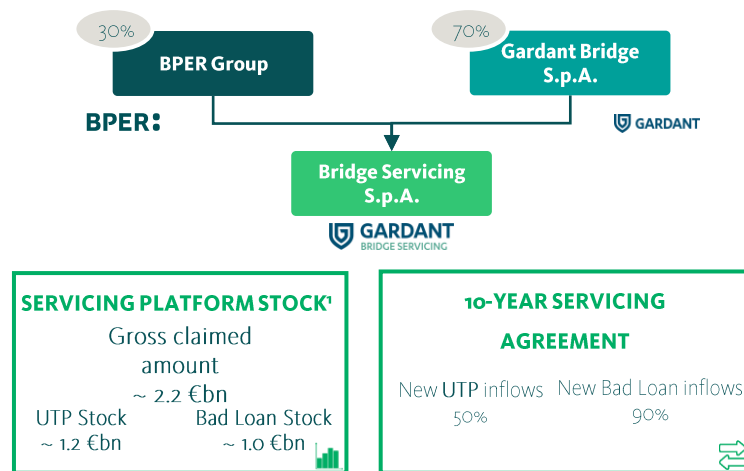 30%
BPER Group
70%
Gardant Bridge
S.p.A.
BPER:
GARDANT
Bridge Servicing
S.p.A.
GARDANT
BRIDGE SERVICING
SERVICING PLATFORM STOCK¹
Gross claimed
amount
~ 2.2 €bn
UTP Stock
~ 1.2 €bn
Bad Loan Stock
~ 1.0 €bn
10-YEAR SERVICING
AGREEMENT
New UTP inflows
50%
New Bad Loan inflows
90%